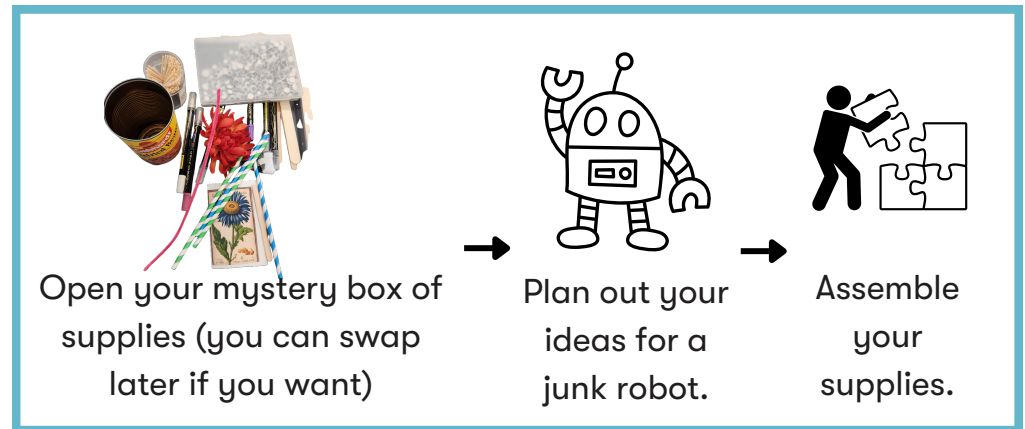 Open your mystery box of
supplies (you can swap
later if you want)
Plan out your
ideas for a
junk robot.
Assemble
your
supplies.